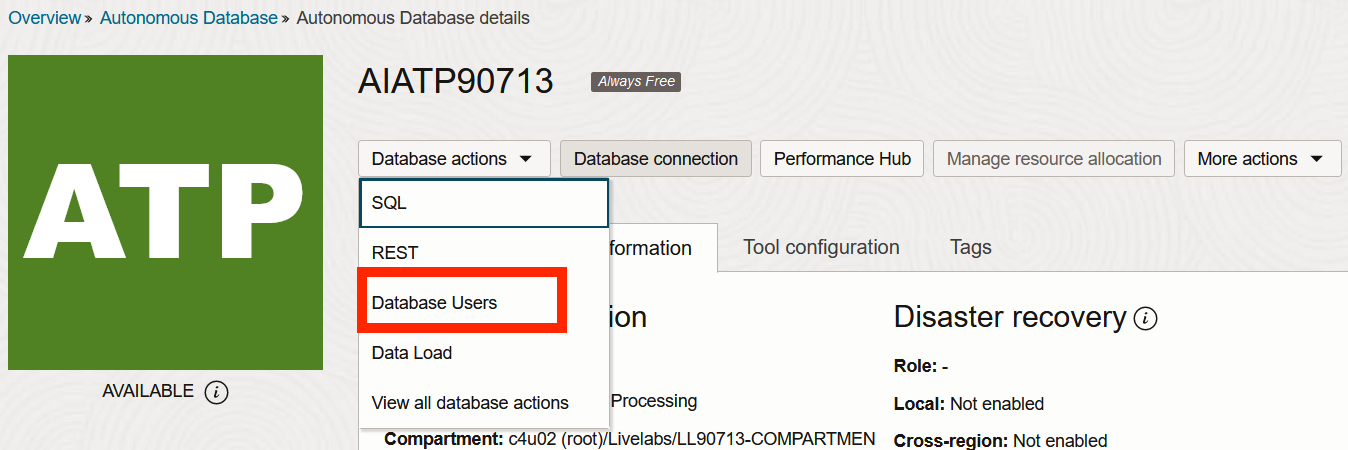 Overview » Autonomous Database » Autonomous Database details
ATP
AVAILABLE
AIATP90713 Always Free
Database actions Database connection Performance Hub Manage resource allocation More actions
SQL
REST
Database Users
Data Load
View all database actions
formation Tool configuration Tags
ion
Processing
Compartment: c4u02 (root)/Livelabs/LL90713-COMPARTMEN
Disaster recovery
Role: -
Local: Not enabled
Cross-region: Not enabled